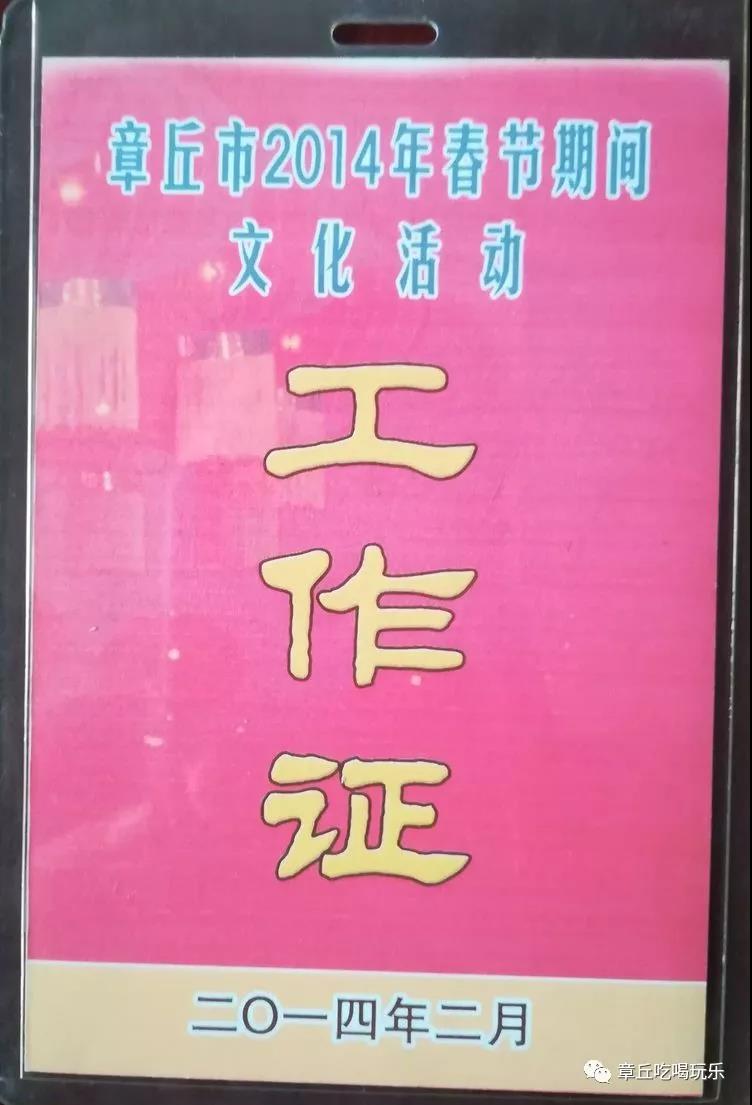 章丘市2014年春节期间
文化活动
工
作
证
二〇一四年二月
章丘吃喝玩乐